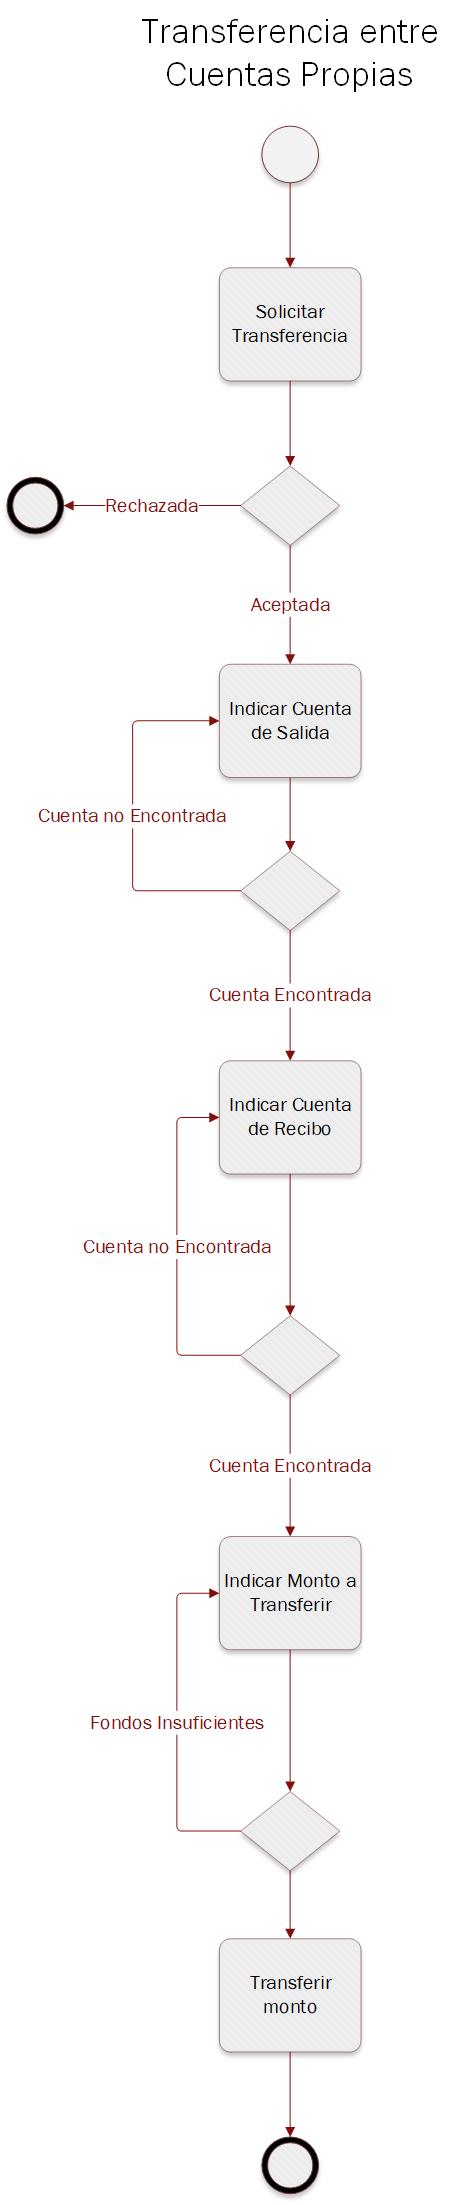 Transferencia entre
Cuentas Propias
Solicitar
Transferencia
Rechazada
Aceptada
Indicar Cuenta
de Salida
Cuenta no Encontrada
Cuenta Encontrada
Indicar Cuenta
de Recibo
Cuenta no Encontrada
Cuenta Encontrada
Indicar Monto a
Transferir
Fondos Insuficientes
Transferir
monto